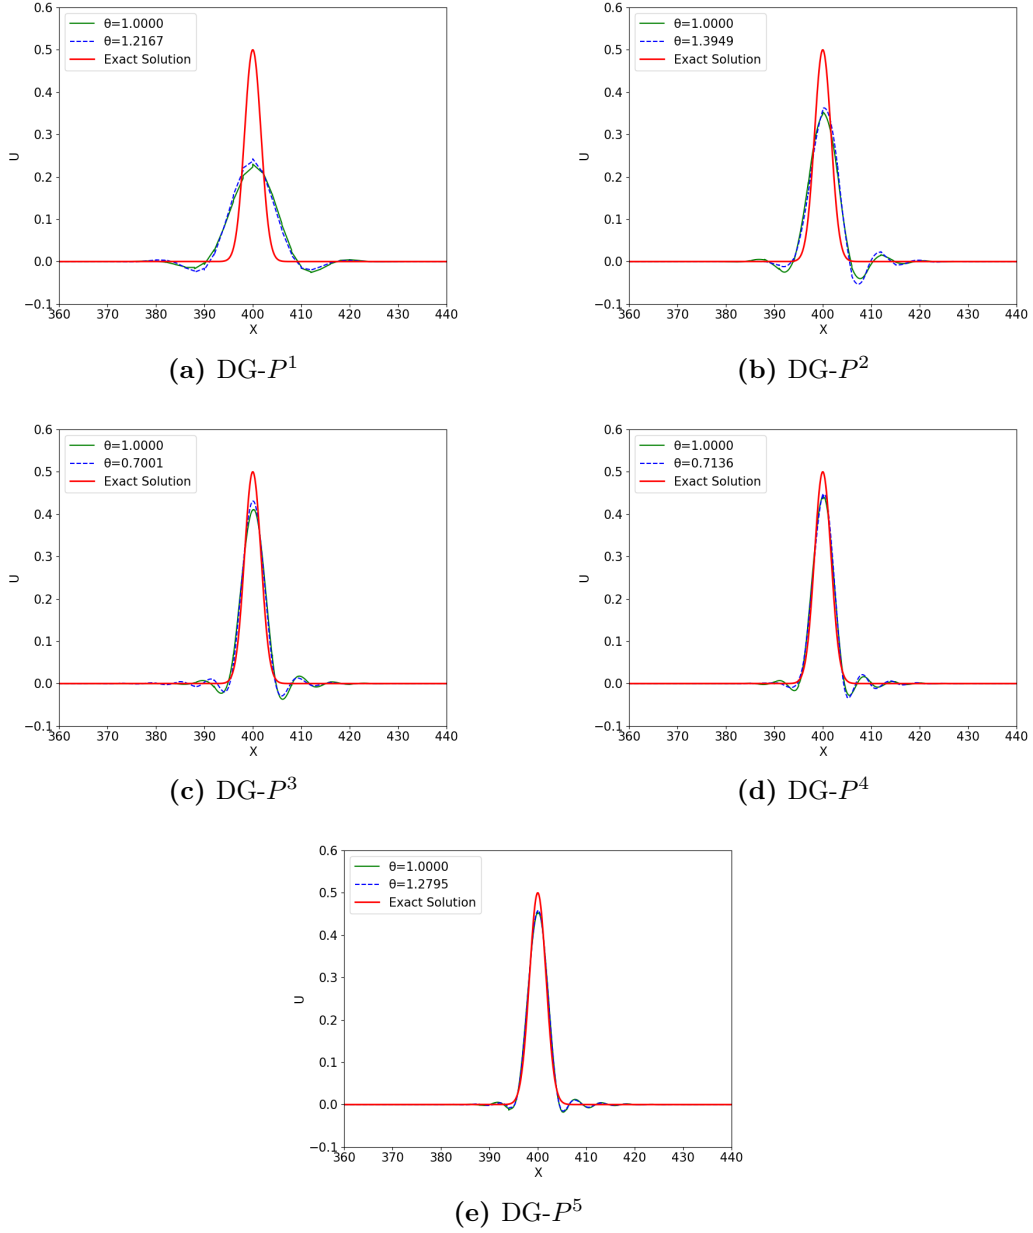 0.6
0.5
0.4
0.3
0.2
0.1
0.0
−0.1
U
θ=1.0000
θ=1.2167
Exact Solution
360 370 380 390 400 410 420 430 440
X
(a) DG-P¹
0.6
0.5
0.4
0.3
0.2
0.1
0.0
−0.1
U
θ=1.0000
θ=1.3949
Exact Solution
360 370 380 390 400 410 420 430 440
X
(b) DG-P²
0.6
0.5
0.4
0.3
0.2
0.1
0.0
−0.1
U
θ=1.0000
θ=0.7001
Exact Solution
360 370 380 390 400 410 420 430 440
X
(c) DG-P³
0.6
0.5
0.4
0.3
0.2
0.1
0.0
−0.1
U
θ=1.0000
θ=0.7136
Exact Solution
360 370 380 390 400 410 420 430 440
X
(d) DG-P⁴
0.6
0.5
0.4
0.3
0.2
0.1
0.0
−0.1
U
θ=1.0000
θ=1.2795
Exact Solution
360 370 380 390 400 410 420 430 440
X
(e) DG-P⁵